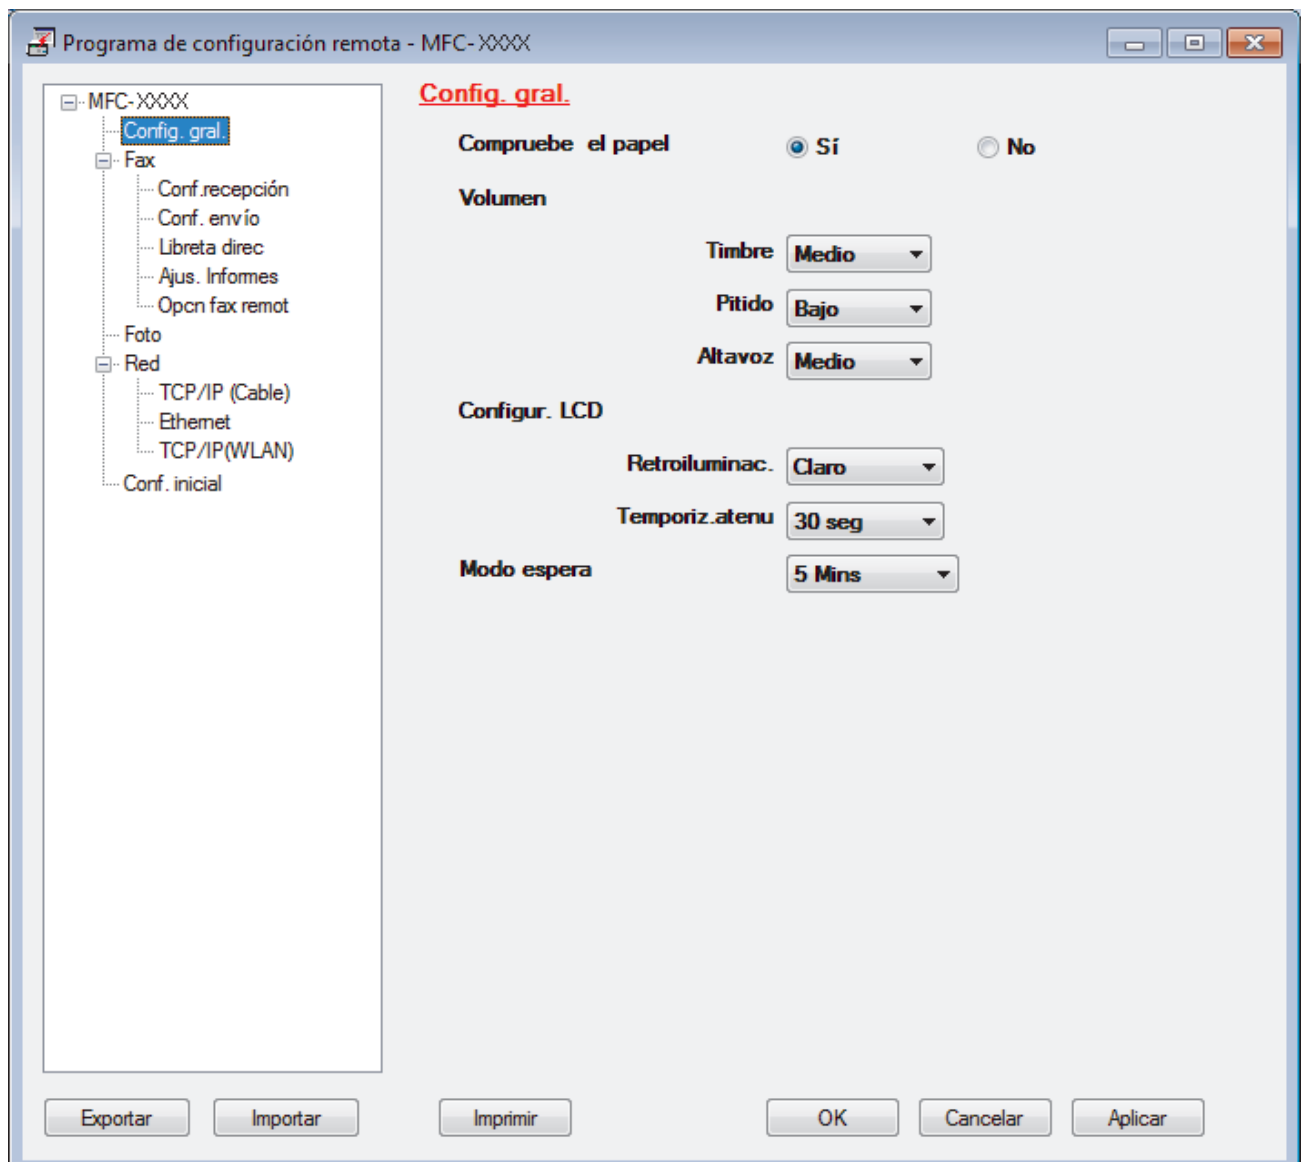 Programa de configuración remota - MFC-XXXX
MFC-XXXX
Config. gral.
Fax
Conf.recepción
Conf. envío
Libreta direc
Ajus. Informes
Opcn fax remot
Foto
Red
TCP/IP (Cable)
Ethernet
TCP/IP(WLAN)
Conf. inicial
Config. gral.
Compruebe el papel Sí No
Volumen
Timbre Medio
Pitido Bajo
Altavoz Medio
Configur. LCD
Retroiluminac. Claro
Temporiz.atenu 30 seg
Modo espera 5 Mins
Exportar Importar Imprimir OK Cancelar Aplicar